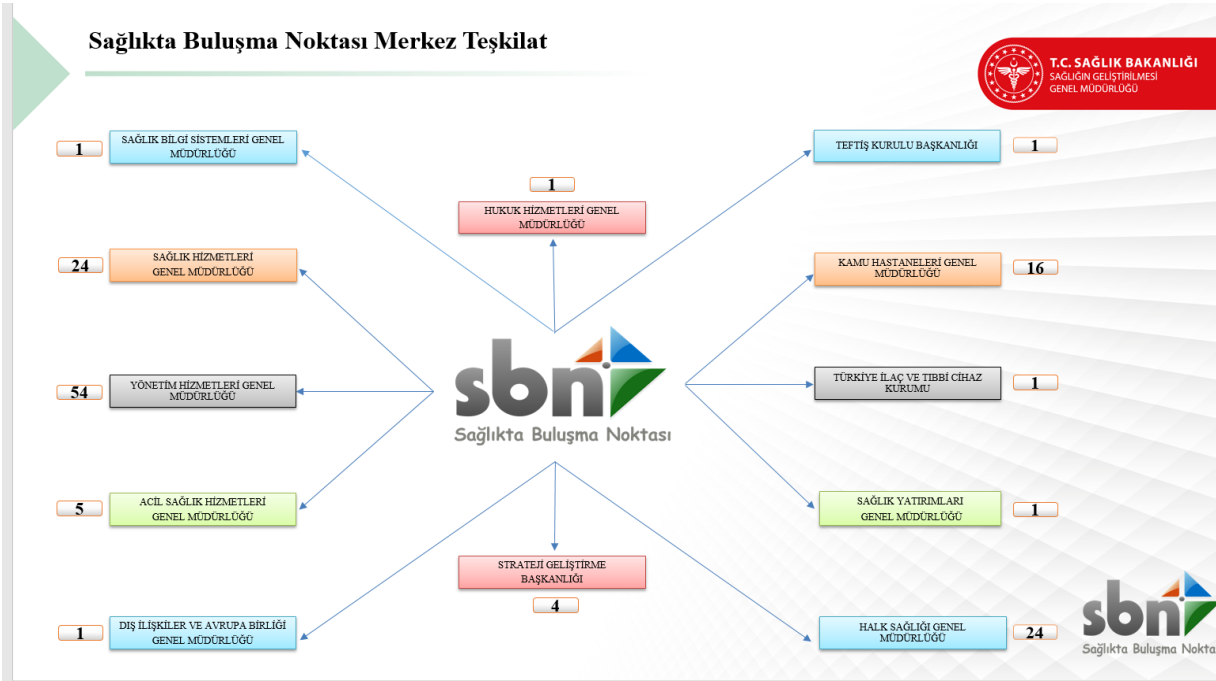 Sağlıkta Buluşma Noktası Merkez Teşkilat
T.C. SAĞLIK BAKANLIĞI
SAĞLIĞIN GELİŞTİRİLMESİ
GENEL MÜDÜRLÜĞÜ
1
SAĞLIK BİLGİ SİSTEMLERİ GENEL
MÜDÜRLÜĞÜ
TEFTİŞ KURULU BAŞKANLIĞI
1
1
HUKUK HİZMETLERİ GENEL
MÜDÜRLÜĞÜ
24
SAĞLIK HİZMETLERİ
GENEL MÜDÜRLÜĞÜ
KAMU HASTANELERİ GENEL
MÜDÜRLÜĞÜ
16
54
YÖNETİM HİZMETLERİ GENEL
MÜDÜRLÜĞÜ
sbn
Sağlıkta Buluşma Noktası
TÜRKİYE İLAÇ VE TIBBİ CİHAZ
KURUMU
1
5
ACİL SAĞLIK HİZMETLERİ
GENEL MÜDÜRLÜĞÜ
SAĞLIK YATIRIMLARI
GENEL MÜDÜRLÜĞÜ
1
STRATEJİ GELİŞTİRME
BAŞKANLIĞI
4
1
DIŞ İLİŞKİLER VE AVRUPA BİRLİĞİ
GENEL MÜDÜRLÜĞÜ
HALK SAĞLIĞI GENEL
MÜDÜRLÜĞÜ
24
sbn
Sağlıkta Buluşma Nokta